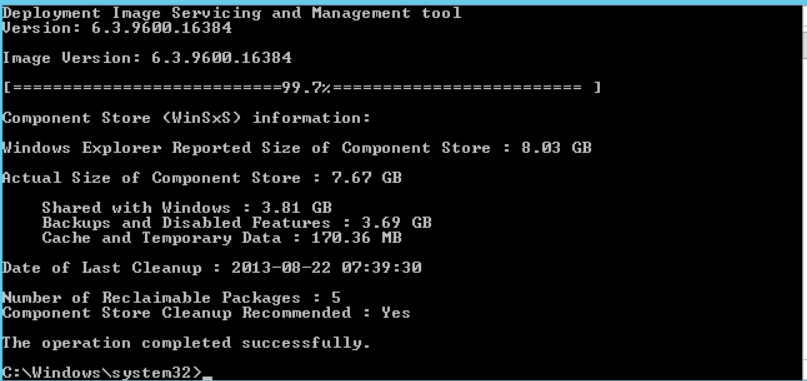 Deployment Image Servicing and Management tool
Version: 6.3.9600.16384
Image Version: 6.3.9600.16384
[===========================99.7%========================= ]
Component Store (WinSxS) information:
Windows Explorer Reported Size of Component Store : 8.03 GB
Actual Size of Component Store : 7.67 GB
Shared with Windows : 3.81 GB
Backups and Disabled Features : 3.69 GB
Cache and Temporary Data : 170.36 MB
Date of Last Cleanup : 2013-08-22 07:39:30
Number of Reclaimable Packages : 5
Component Store Cleanup Recommended : Yes
The operation completed successfully.
C:\Windows\system32>_